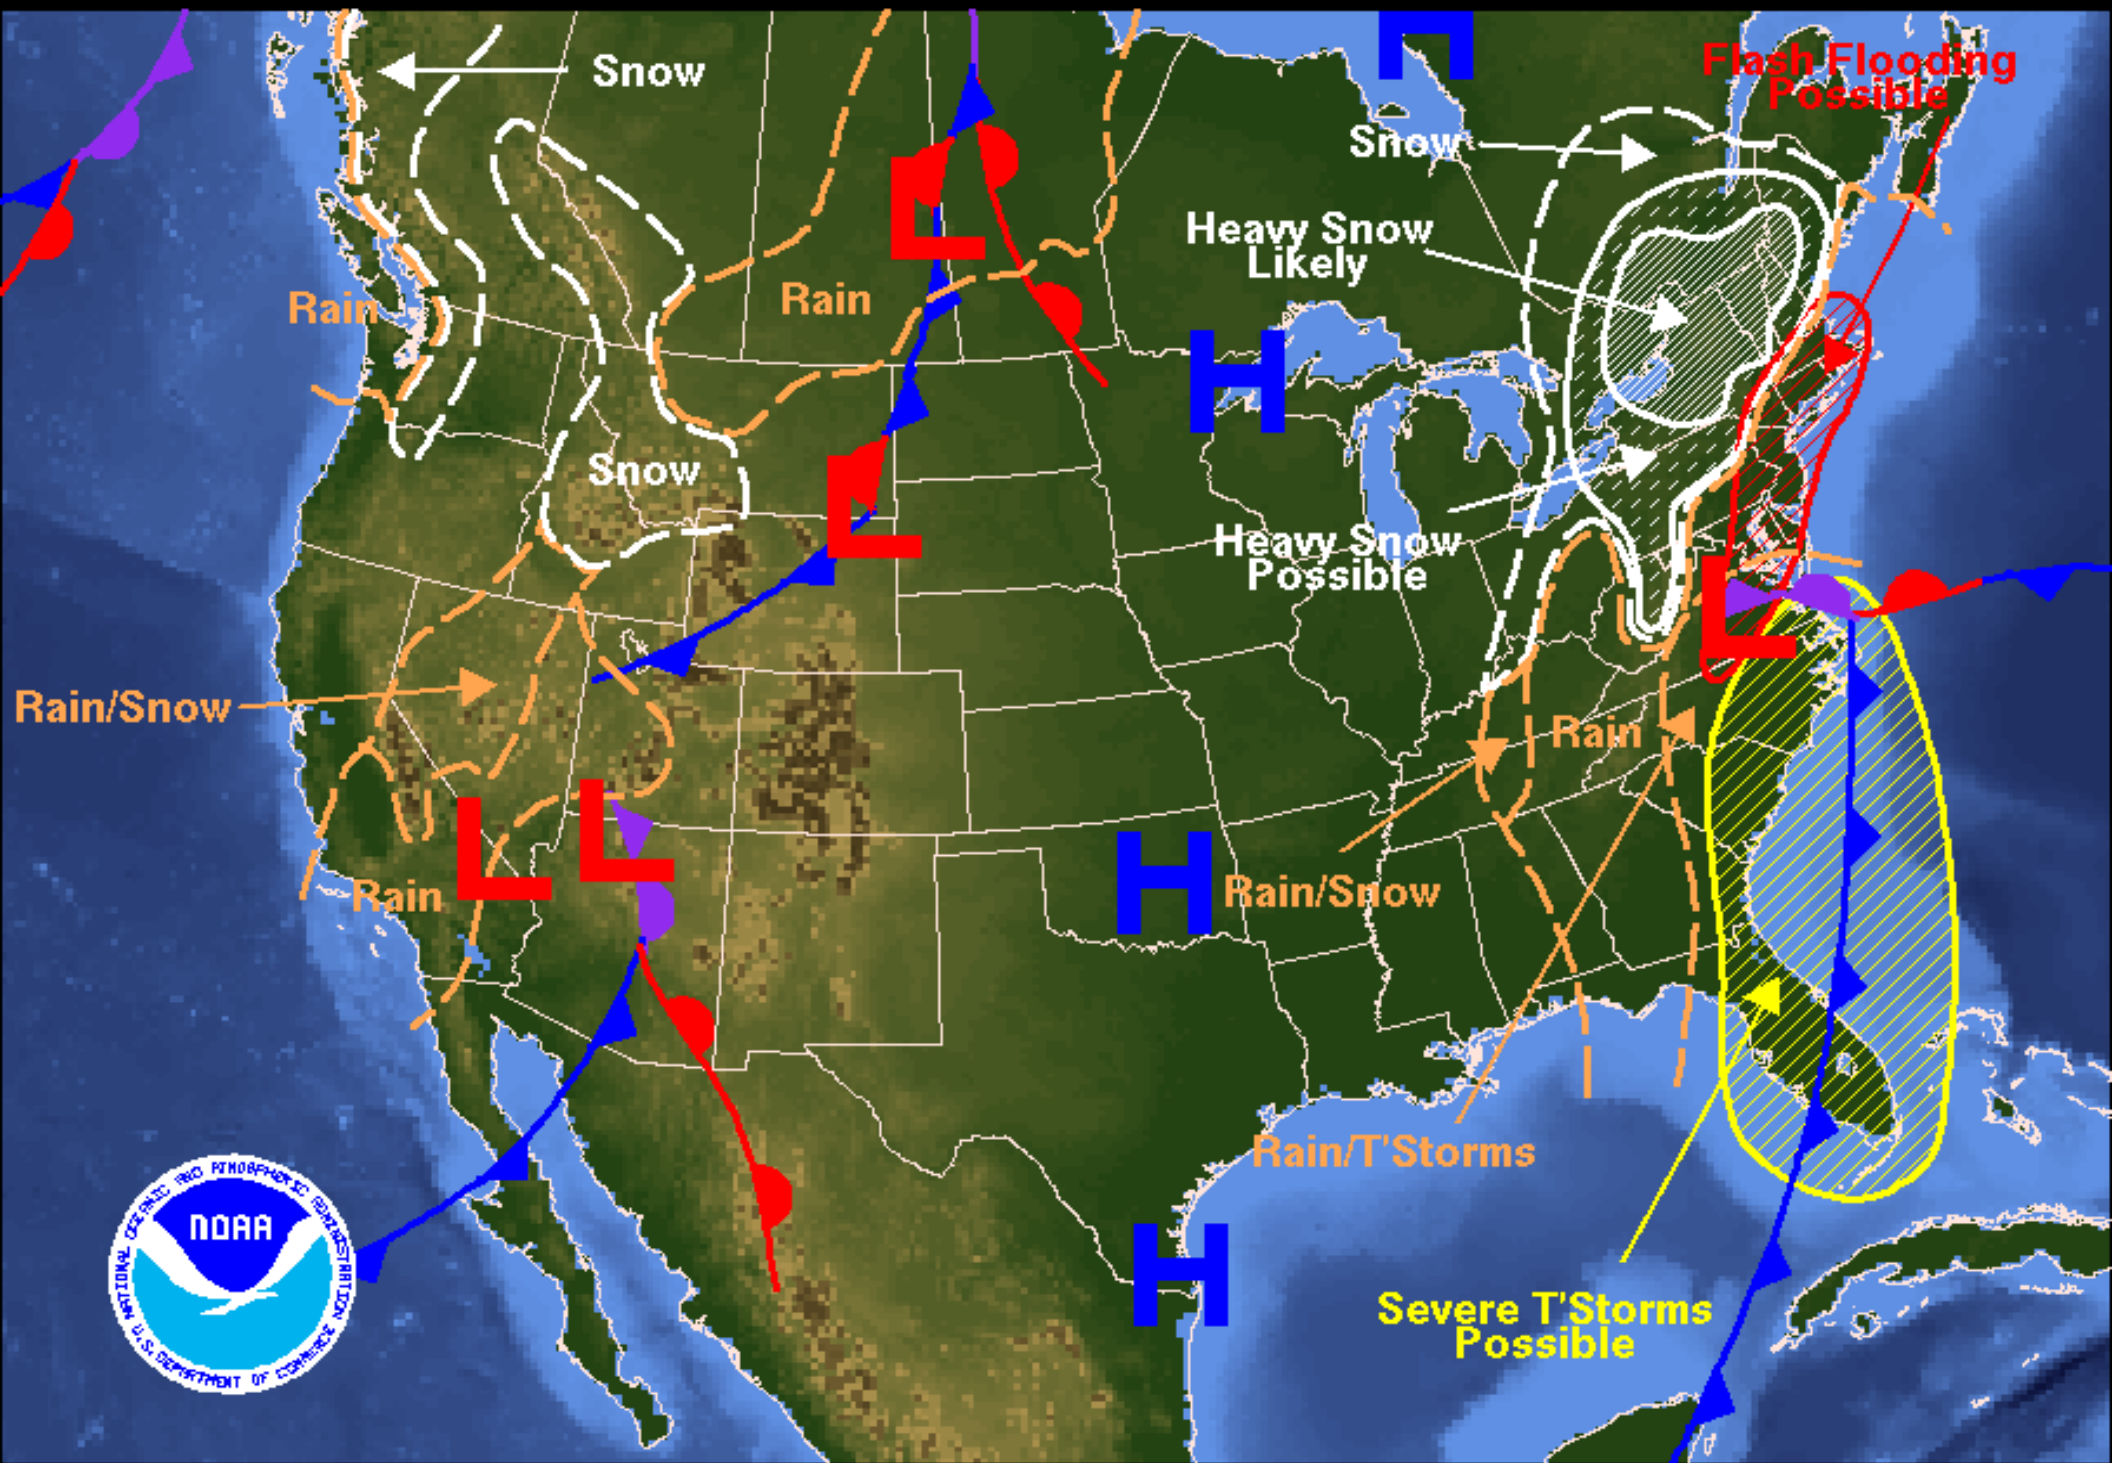 Flash Flooding
Possible
Snow
H
Snow
Heavy Snow
Likely
L
Rain
Rain
H
Snow
L
Heavy Snow
Possible
L
Rain/Snow
Rain
L
L
H
Rain/Snow
Rain
Rain/T'Storms
NATIONAL OCEANIC AND ATMOSPHERIC ADMINISTRATION
NOAA
U.S. DEPARTMENT OF COMMERCE
H
Severe T'Storms
Possible